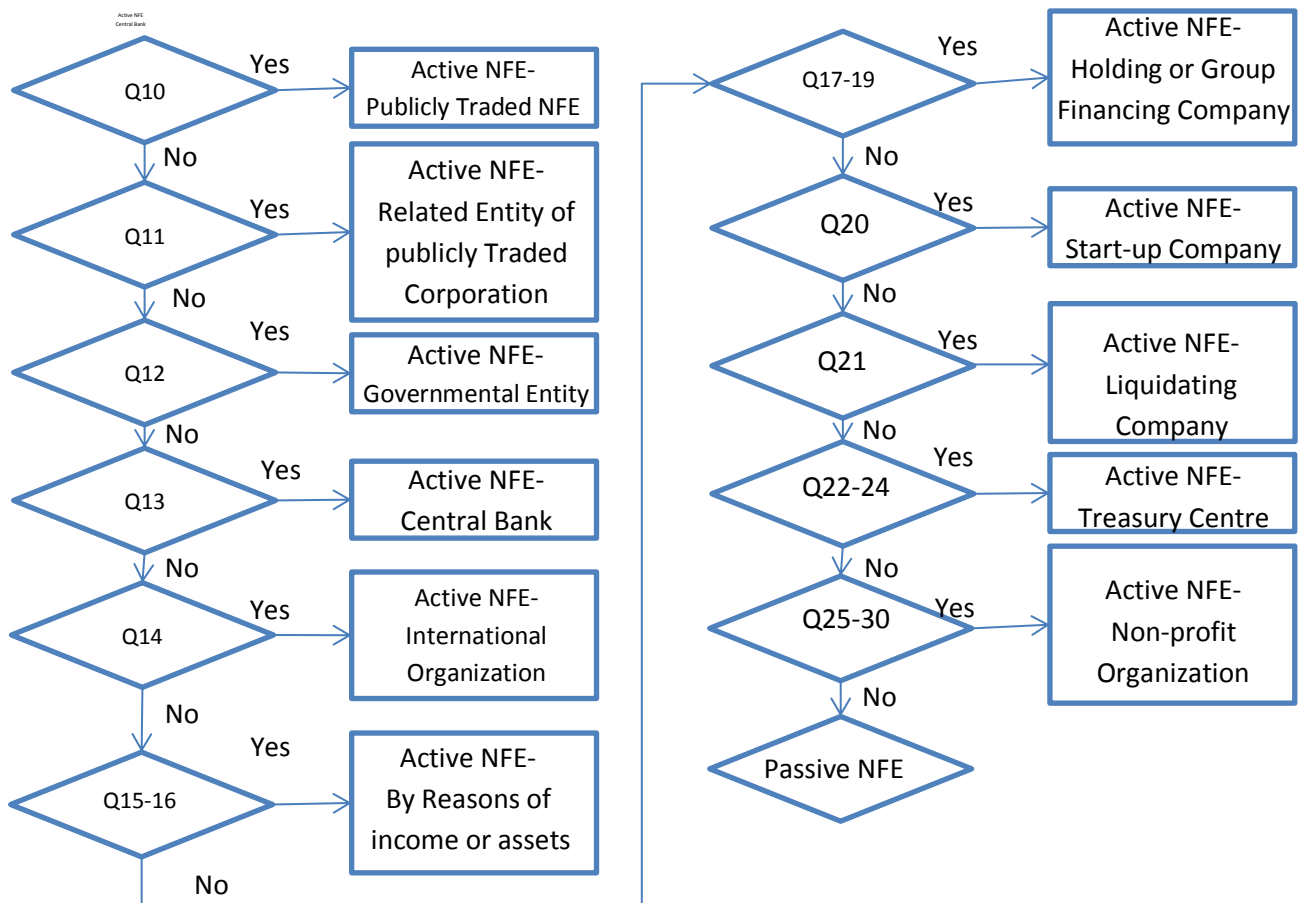 Active NFE
Central Bank
Q10
Yes
Active NFE-
Publicly Traded NFE
No
Q11
Yes
Active NFE-
Related Entity of
publicly Traded
Corporation
No
Q12
Yes
Active NFE-
Governmental Entity
No
Q13
Yes
Active NFE-
Central Bank
No
Q14
Yes
Active NFE-
International
Organization
No
Q15-16
Yes
Active NFE-
By Reasons of
income or assets
No
Q17-19
Yes
Active NFE-
Holding or Group
Financing Company
No
Q20
Yes
Active NFE-
Start-up Company
No
Q21
Yes
Active NFE-
Liquidating
Company
No
Q22-24
Yes
Active NFE-
Treasury Centre
No
Q25-30
Yes
Active NFE-
Non-profit
Organization
No
Passive NFE